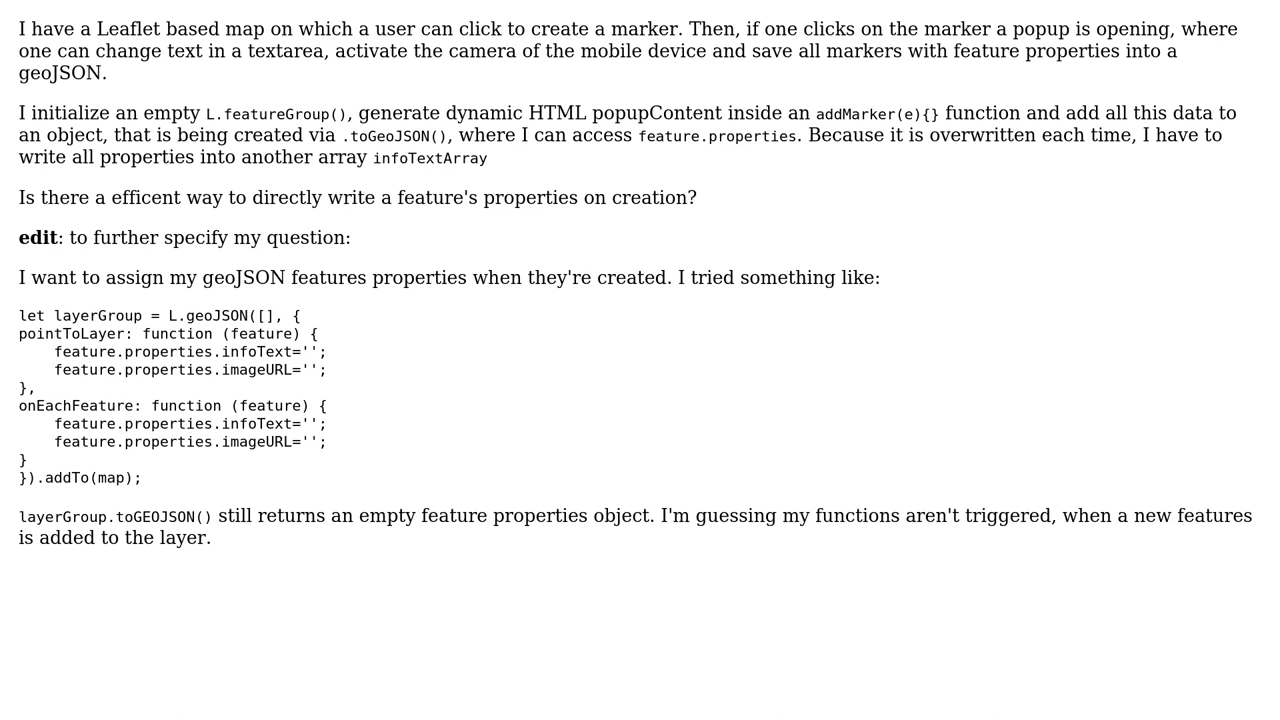 I have a Leaflet based map on which a user can click to create a marker. Then, if one clicks on the marker a popup is opening, where
one can change text in a textarea, activate the camera of the mobile device and save all markers with feature properties into a
geoJSON.
I initialize an empty L.featureGroup(), generate dynamic HTML popupContent inside an addMarker(e){} function and add all this data to
an object, that is being created via .toGeoJSON(), where I can access feature.properties. Because it is overwritten each time, I have to
write all properties into another array infoTextArray
Is there a efficent way to directly write a feature's properties on creation?
edit: to further specify my question:
I want to assign my geoJSON features properties when they're created. I tried something like:
let layerGroup = L.geoJSON([], {
pointToLayer: function (feature) {
    feature.properties.infoText='';
    feature.properties.imageURL='';
},
onEachFeature: function (feature) {
    feature.properties.infoText='';
    feature.properties.imageURL='';
}
}).addTo(map);
layerGroup.toGEOJSON() still returns an empty feature properties object. I'm guessing my functions aren't triggered, when a new features
is added to the layer.